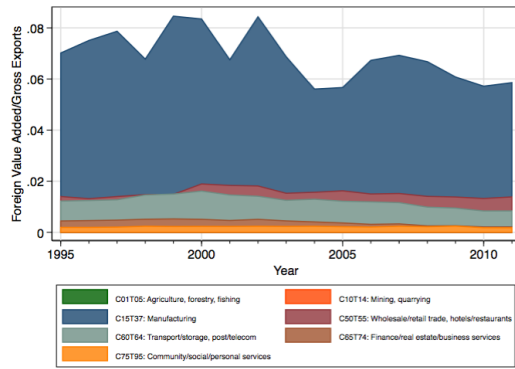 Foreign Value Added/Gross Exports
.08
.06
.04
.02
0
1995
2000
2005
2010
Year
C01T05: Agriculture, forestry, fishing
C10T14: Mining, quarrying
C15T37: Manufacturing
C50T55: Wholesale/retail trade, hotels/restaurants
C60T64: Transport/storage, post/telecom
C65T74: Finance/real estate/business services
C75T95: Community/social/personal services